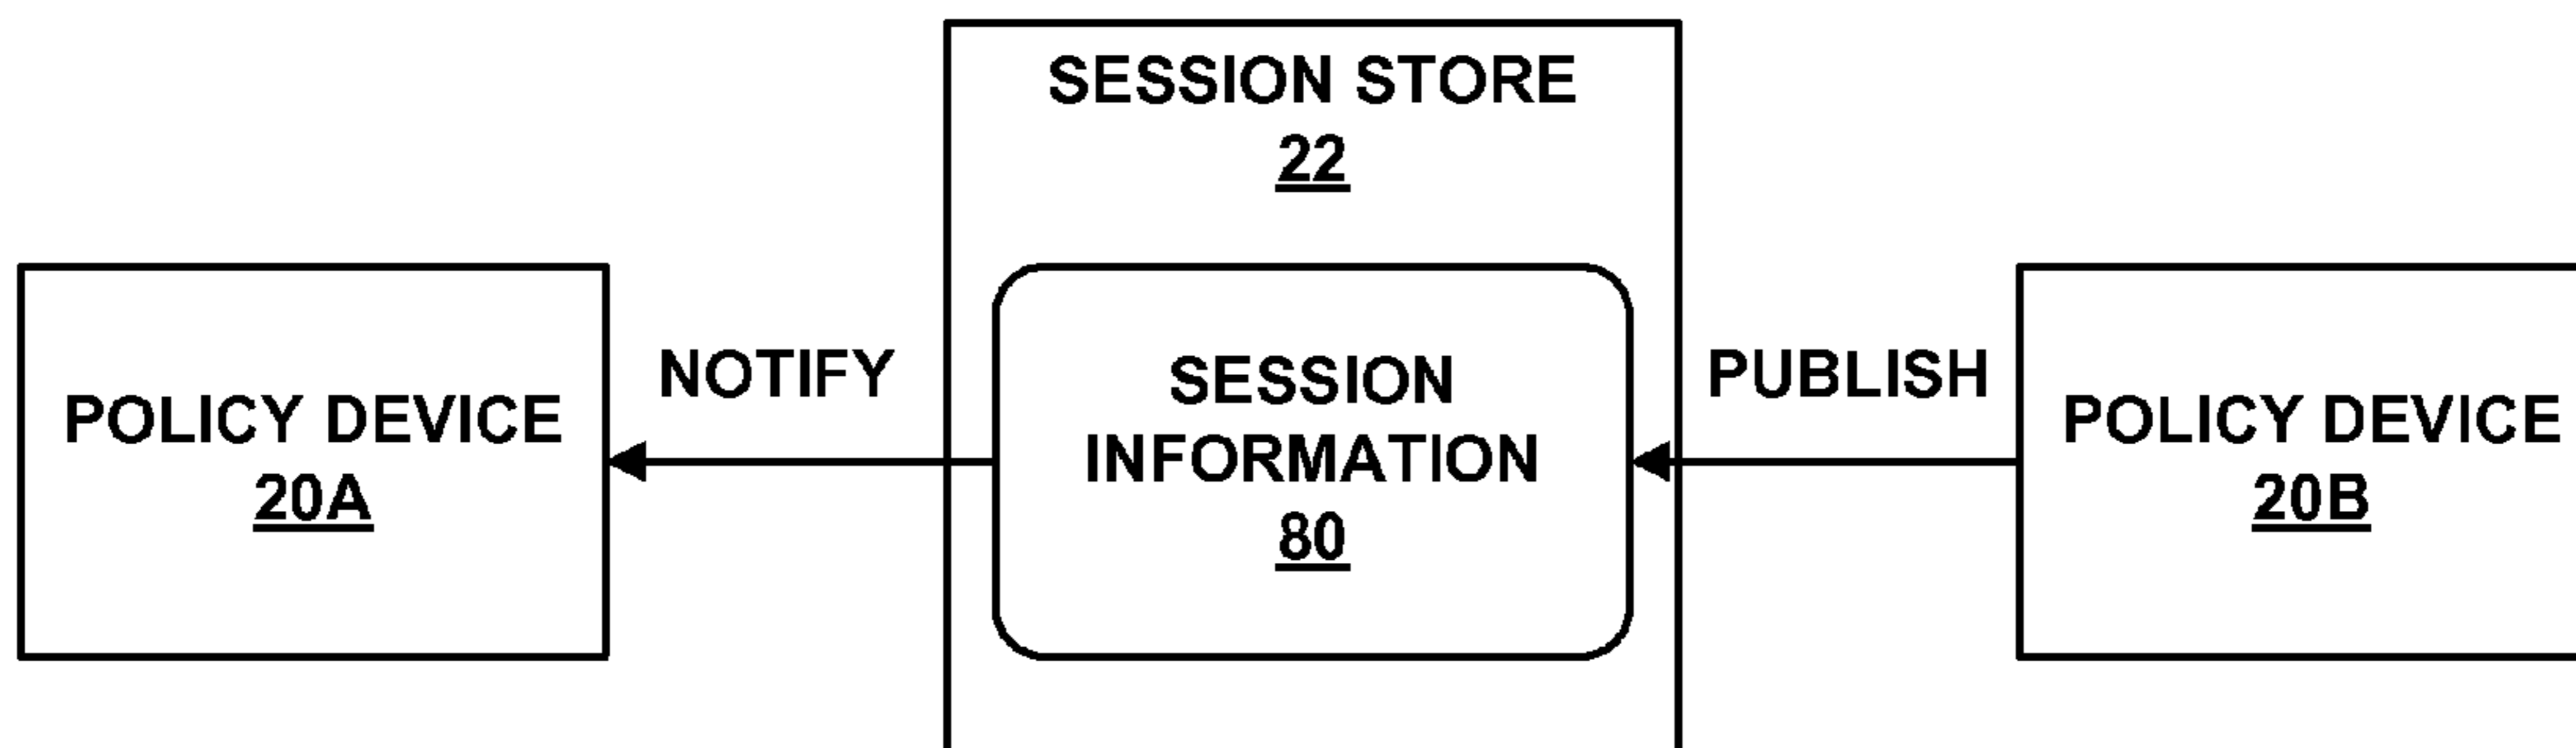 SESSION STORE
22
POLICY DEVICE
20A
NOTIFY
SESSION
INFORMATION
80
PUBLISH
POLICY DEVICE
20B